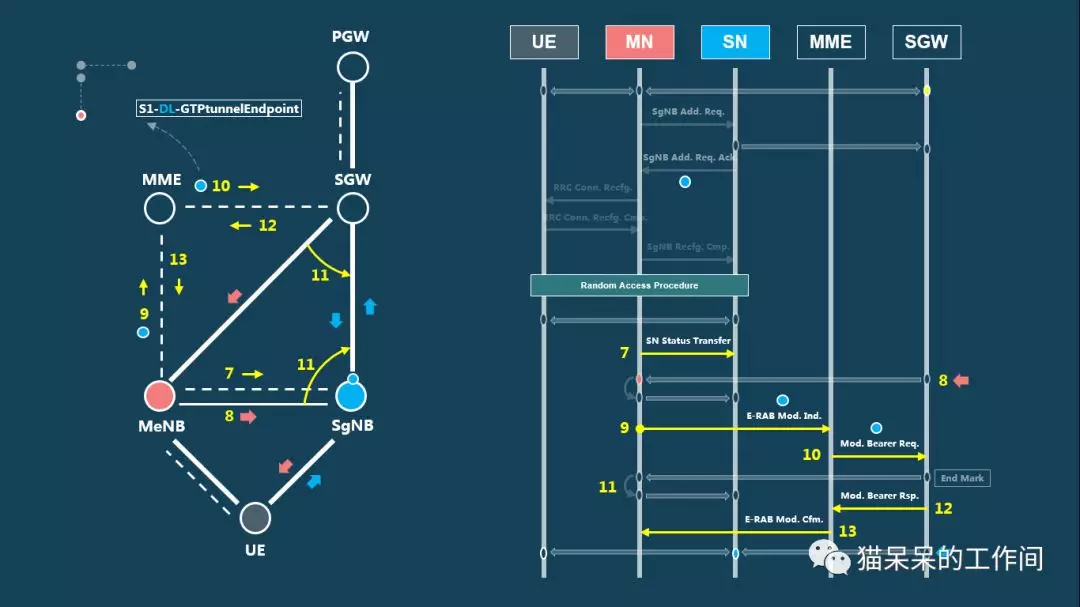 PGW
S1-DL-GTPtunnelEndpoint
MME
10
SGW
12
13
11
9
7
11
8
MeNB
SgNB
UE
UE
MN
SN
MME
SGW
SgNB Add. Req.
SgNB Add. Req. Ack
RRC Conn. Recfg.
RRC Conn. Recfg. Cmp.
SgNB Recfg. Cmp.
Random Access Procedure
SN Status Transfer
7
8
E-RAB Mod. Ind.
9
Mod. Bearer Req.
10
End Mark
11
Mod. Bearer Rsp.
12
E-RAB Mod. Cfm.
13
猫呆呆的工作间